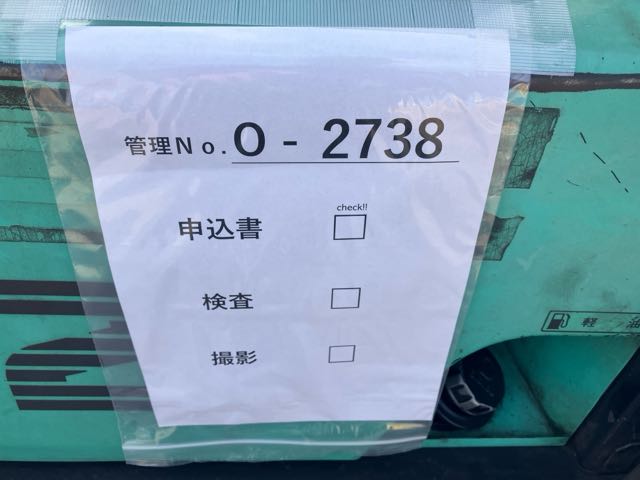 管理No. O - 2738
check!!
申込書 □
検査 □
撮影 □
軽